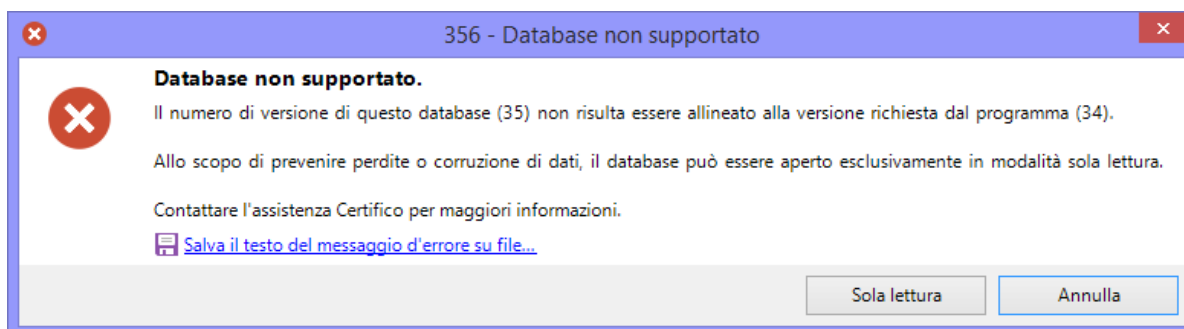 356 - Database non supportato
Database non supportato.
Il numero di versione di questo database (35) non risulta essere allineato alla versione richiesta dal programma (34).
Allo scopo di prevenire perdite o corruzione di dati, il database può essere aperto esclusivamente in modalità sola lettura.
Contattare l'assistenza Certifico per maggiori informazioni.
Salva il testo del messaggio d'errore su file...
Sola lettura
Annulla